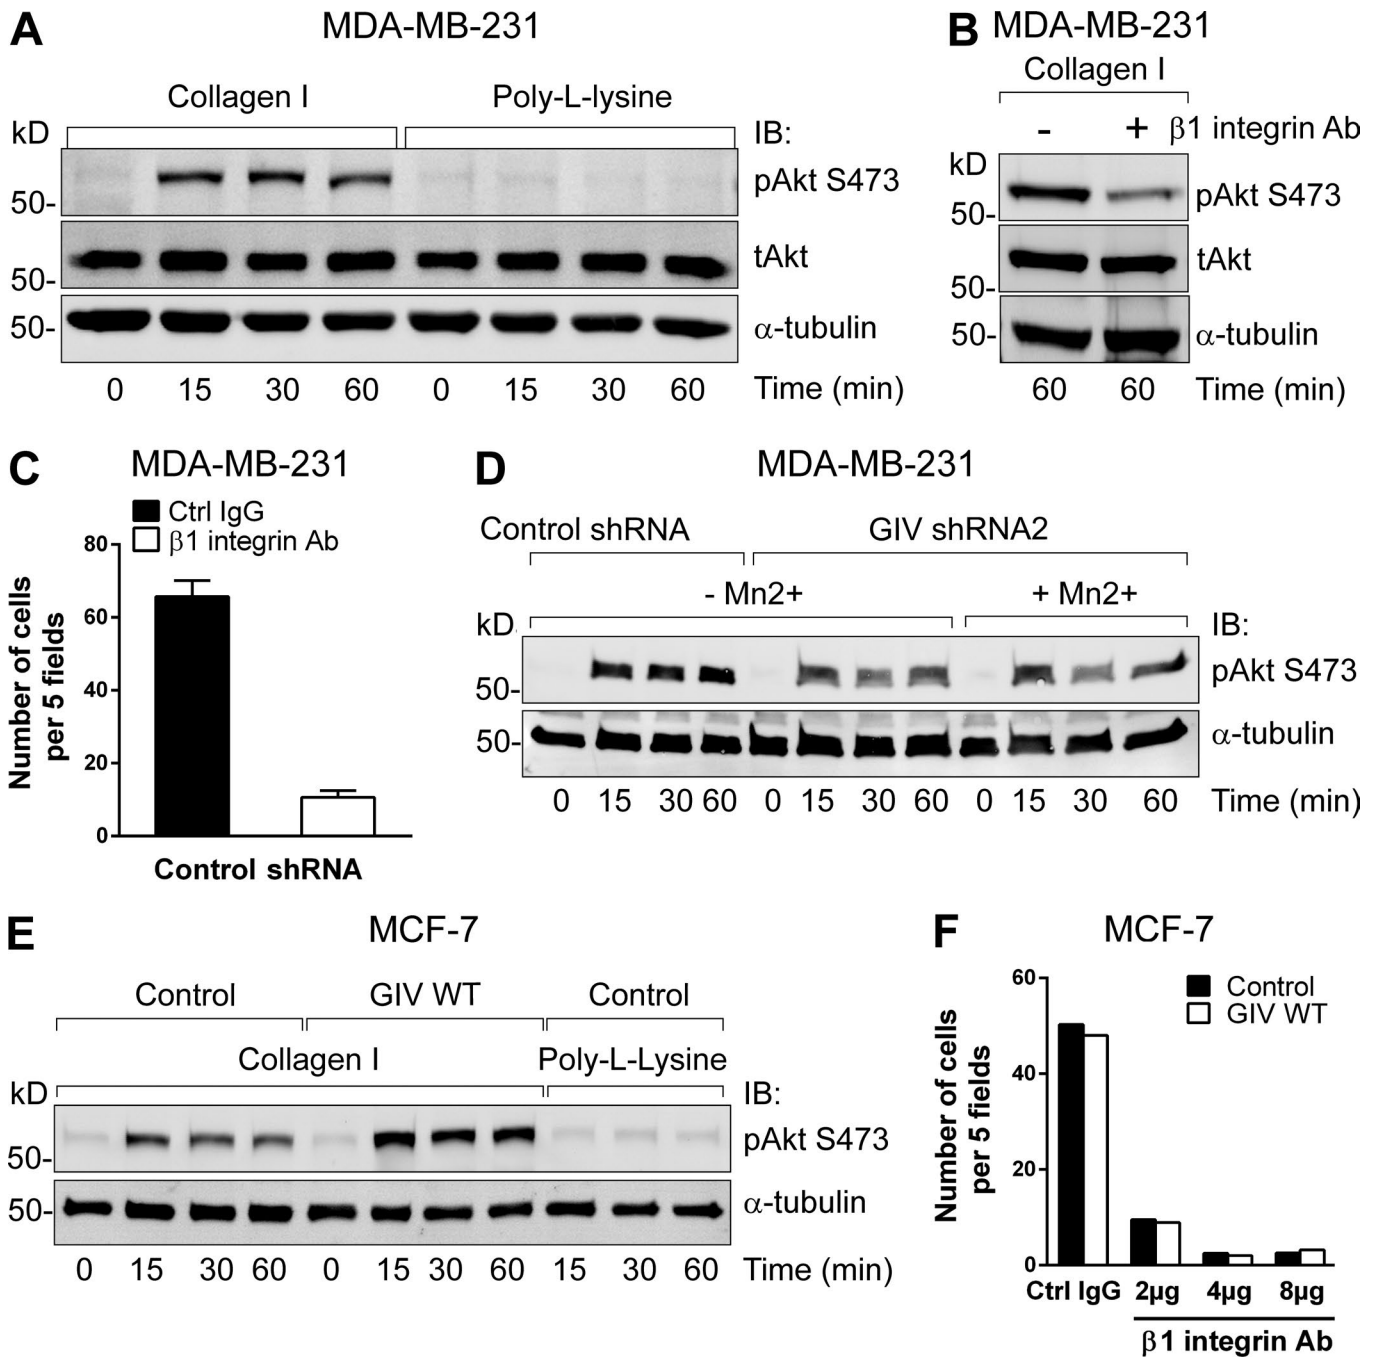 A MDA-MB-231
Collagen I Poly-L-lysine
kD IB:
50- pAkt S473
50- tAkt
50- α-tubulin
0 15 30 60 0 15 30 60 Time (min)
B MDA-MB-231
Collagen I
- + β1 integrin Ab
kD
50- pAkt S473
50- tAkt
50- α-tubulin
60 60 Time (min)
C MDA-MB-231
Ctrl IgG
β1 integrin Ab
Number of cells
per 5 fields
80
60
40
20
0
Control shRNA
D MDA-MB-231
Control shRNA GIV shRNA2
- Mn2+ + Mn2+
kD IB:
50- pAkt S473
50- α-tubulin
0 15 30 60 0 15 30 60 0 15 30 60 Time (min)
E MCF-7
Control GIV WT Control
Collagen I Poly-L-Lysine
kD IB:
50- pAkt S473
50- α-tubulin
0 15 30 60 0 15 30 60 15 30 60 Time (min)
F MCF-7
Control
GIV WT
Number of cells
per 5 fields
60
40
20
0
Ctrl IgG 2µg 4µg 8µg
β1 integrin Ab